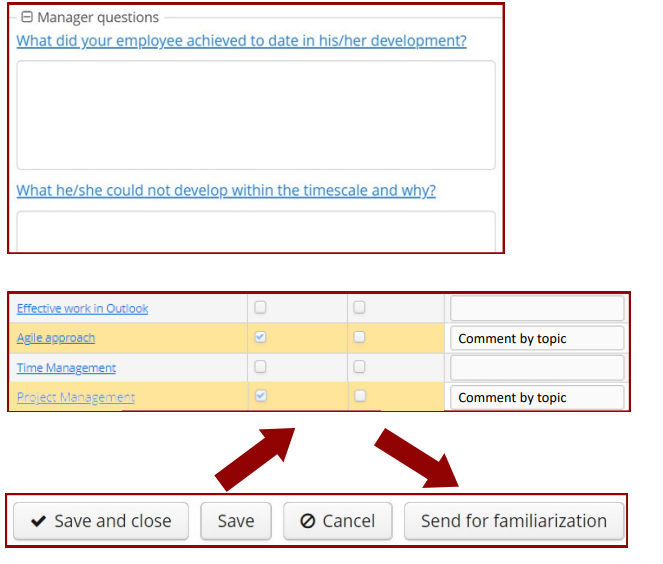 Manager questions
What did your employee achieved to date in his/her development?
What he/she could not develop within the timescale and why?
Effective work in Outlook
Agile approach
Comment by topic
Time Management
Project Management
Comment by topic
Save and close
Save
Cancel
Send for familiarization